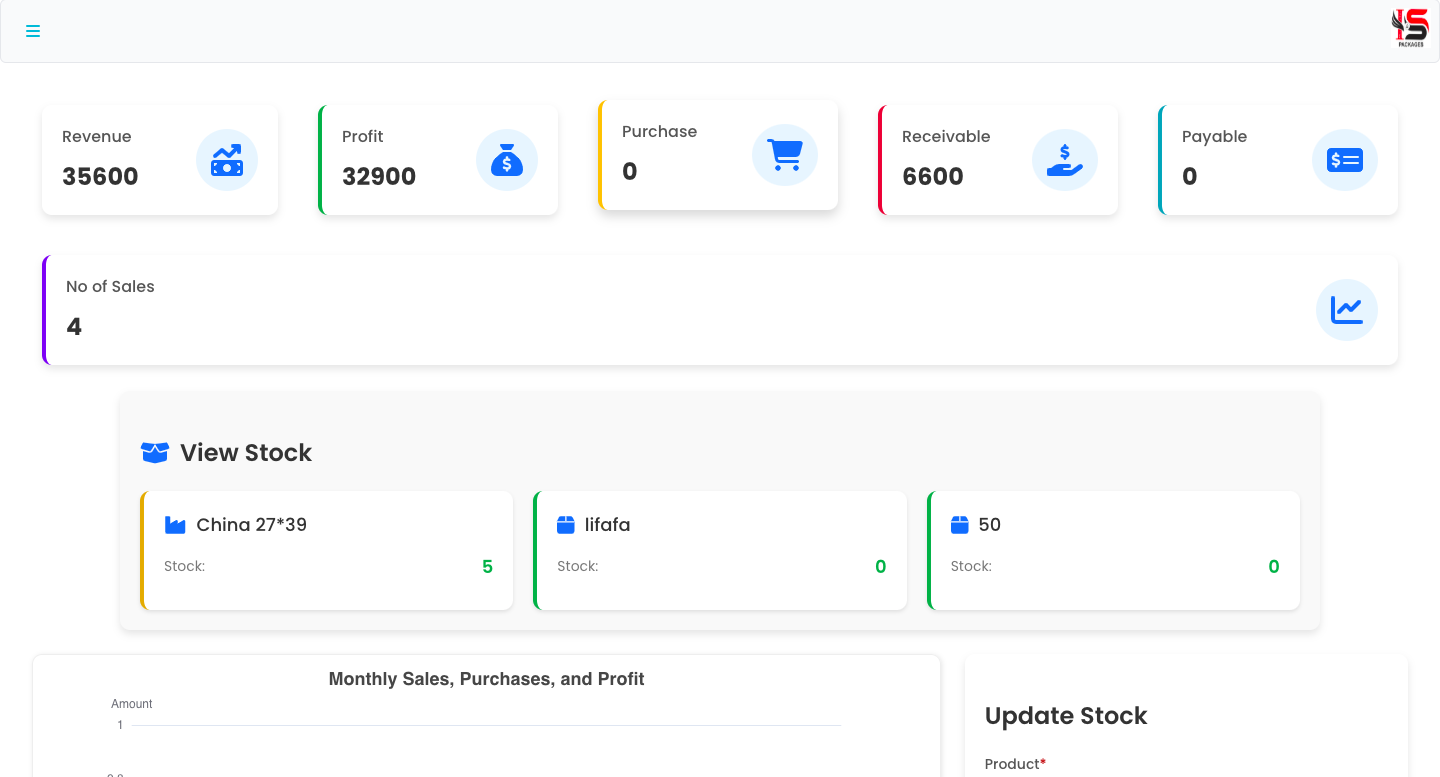 IS
PACKAGES
Revenue
35600
Profit
32900
Purchase
0
Receivable
6600
Payable
0
No of Sales
4
View Stock
China 27*39
Stock:
5
lifafa
Stock:
0
50
Stock:
0
Monthly Sales, Purchases, and Profit
Amount
1
Update Stock
Product*